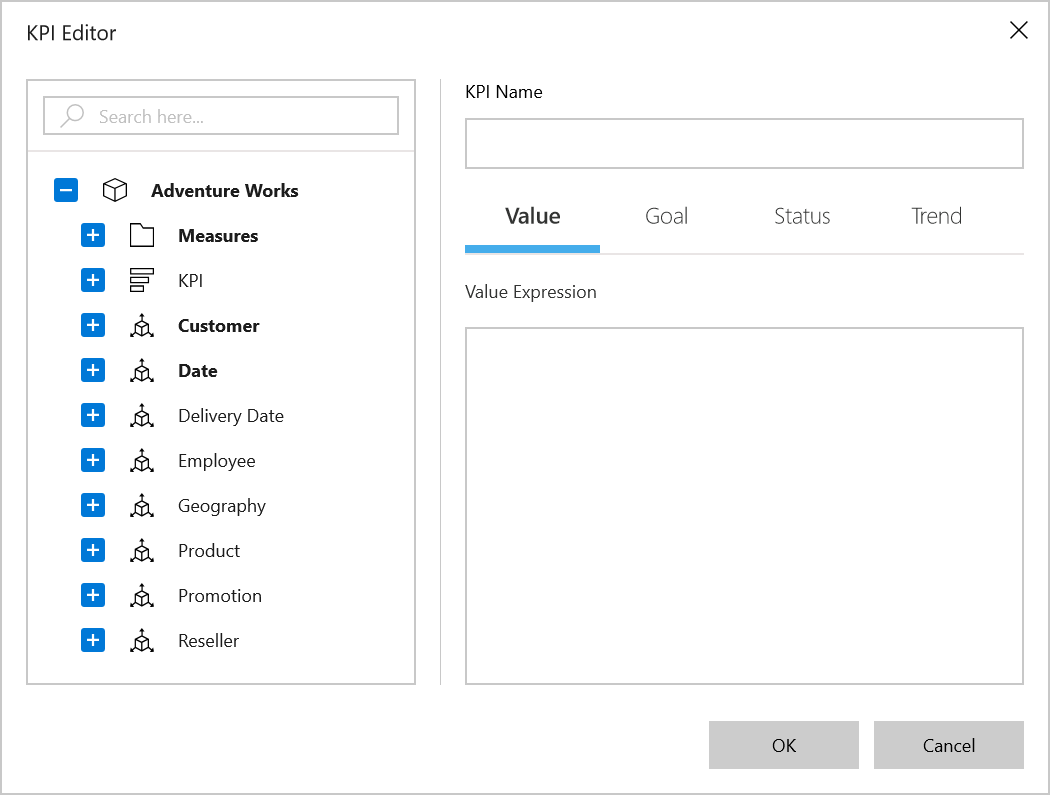 KPI Editor
Search here...
Adventure Works
Measures
KPI
Customer
Date
Delivery Date
Employee
Geography
Product
Promotion
Reseller
KPI Name
Value Goal Status Trend
Value Expression
OK Cancel